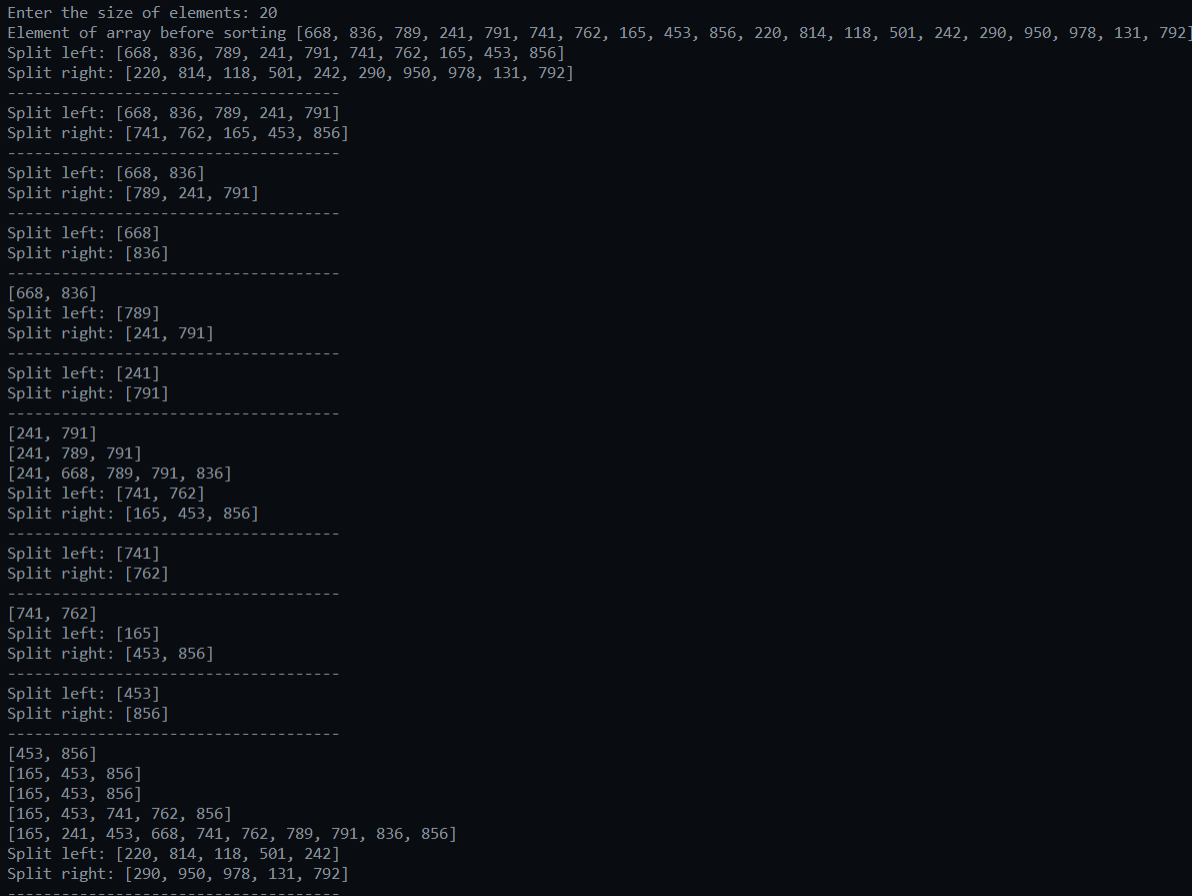 Enter the size of elements: 20
Element of array before sorting [668, 836, 789, 241, 791, 741, 762, 165, 453, 856, 220, 814, 118, 501, 242, 290, 950, 978, 131, 792]
Split left: [668, 836, 789, 241, 791, 741, 762, 165, 453, 856]
Split right: [220, 814, 118, 501, 242, 290, 950, 978, 131, 792]
-------------------------------------
Split left: [668, 836, 789, 241, 791]
Split right: [741, 762, 165, 453, 856]
-------------------------------------
Split left: [668, 836]
Split right: [789, 241, 791]
-------------------------------------
Split left: [668]
Split right: [836]
-------------------------------------
[668, 836]
Split left: [789]
Split right: [241, 791]
-------------------------------------
Split left: [241]
Split right: [791]
-------------------------------------
[241, 791]
[241, 789, 791]
[241, 668, 789, 791, 836]
Split left: [741, 762]
Split right: [165, 453, 856]
-------------------------------------
Split left: [741]
Split right: [762]
-------------------------------------
[741, 762]
Split left: [165]
Split right: [453, 856]
-------------------------------------
Split left: [453]
Split right: [856]
-------------------------------------
[453, 856]
[165, 453, 856]
[165, 453, 856]
[165, 453, 741, 762, 856]
[165, 241, 453, 668, 741, 762, 789, 791, 836, 856]
Split left: [220, 814, 118, 501, 242]
Split right: [290, 950, 978, 131, 792]
-------------------------------------